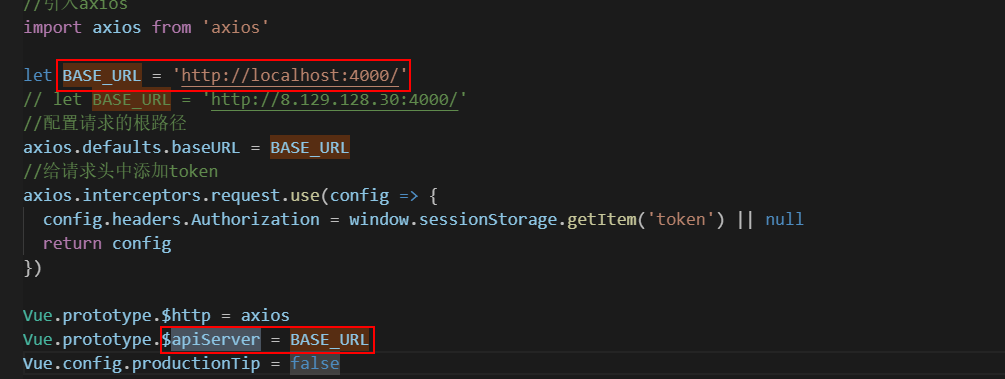 //引入axios
import axios from 'axios'
let BASE_URL = 'http://localhost:4000/'
// let BASE_URL = 'http://8.129.128.30:4000/'
//配置请求的根路径
axios.defaults.baseURL = BASE_URL
//给请求头中添加token
axios.interceptors.request.use(config => {
  config.headers.Authorization = window.sessionStorage.getItem('token') || null
  return config
})
Vue.prototype.$http = axios
Vue.prototype.$apiServer = BASE_URL
Vue.config.productionTip = false